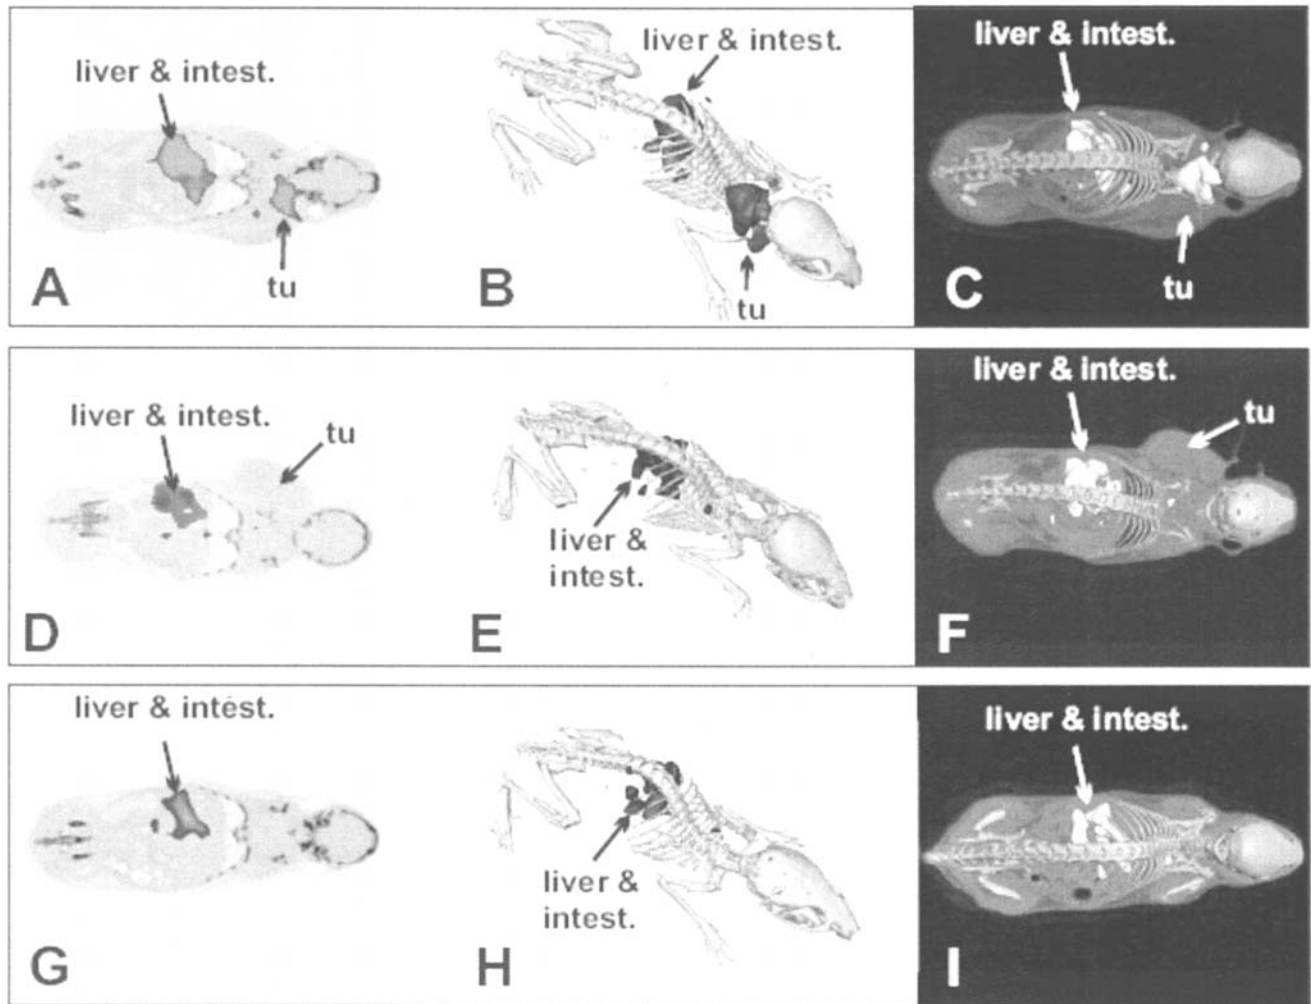 liver & intest.
tu
A
liver & intest.
tu
B
liver & intest.
tu
C
liver & intest.
tu
D
liver &
intest.
E
liver & intest.
tu
F
liver & intest.
G
liver &
intest.
H
liver & intest.
I